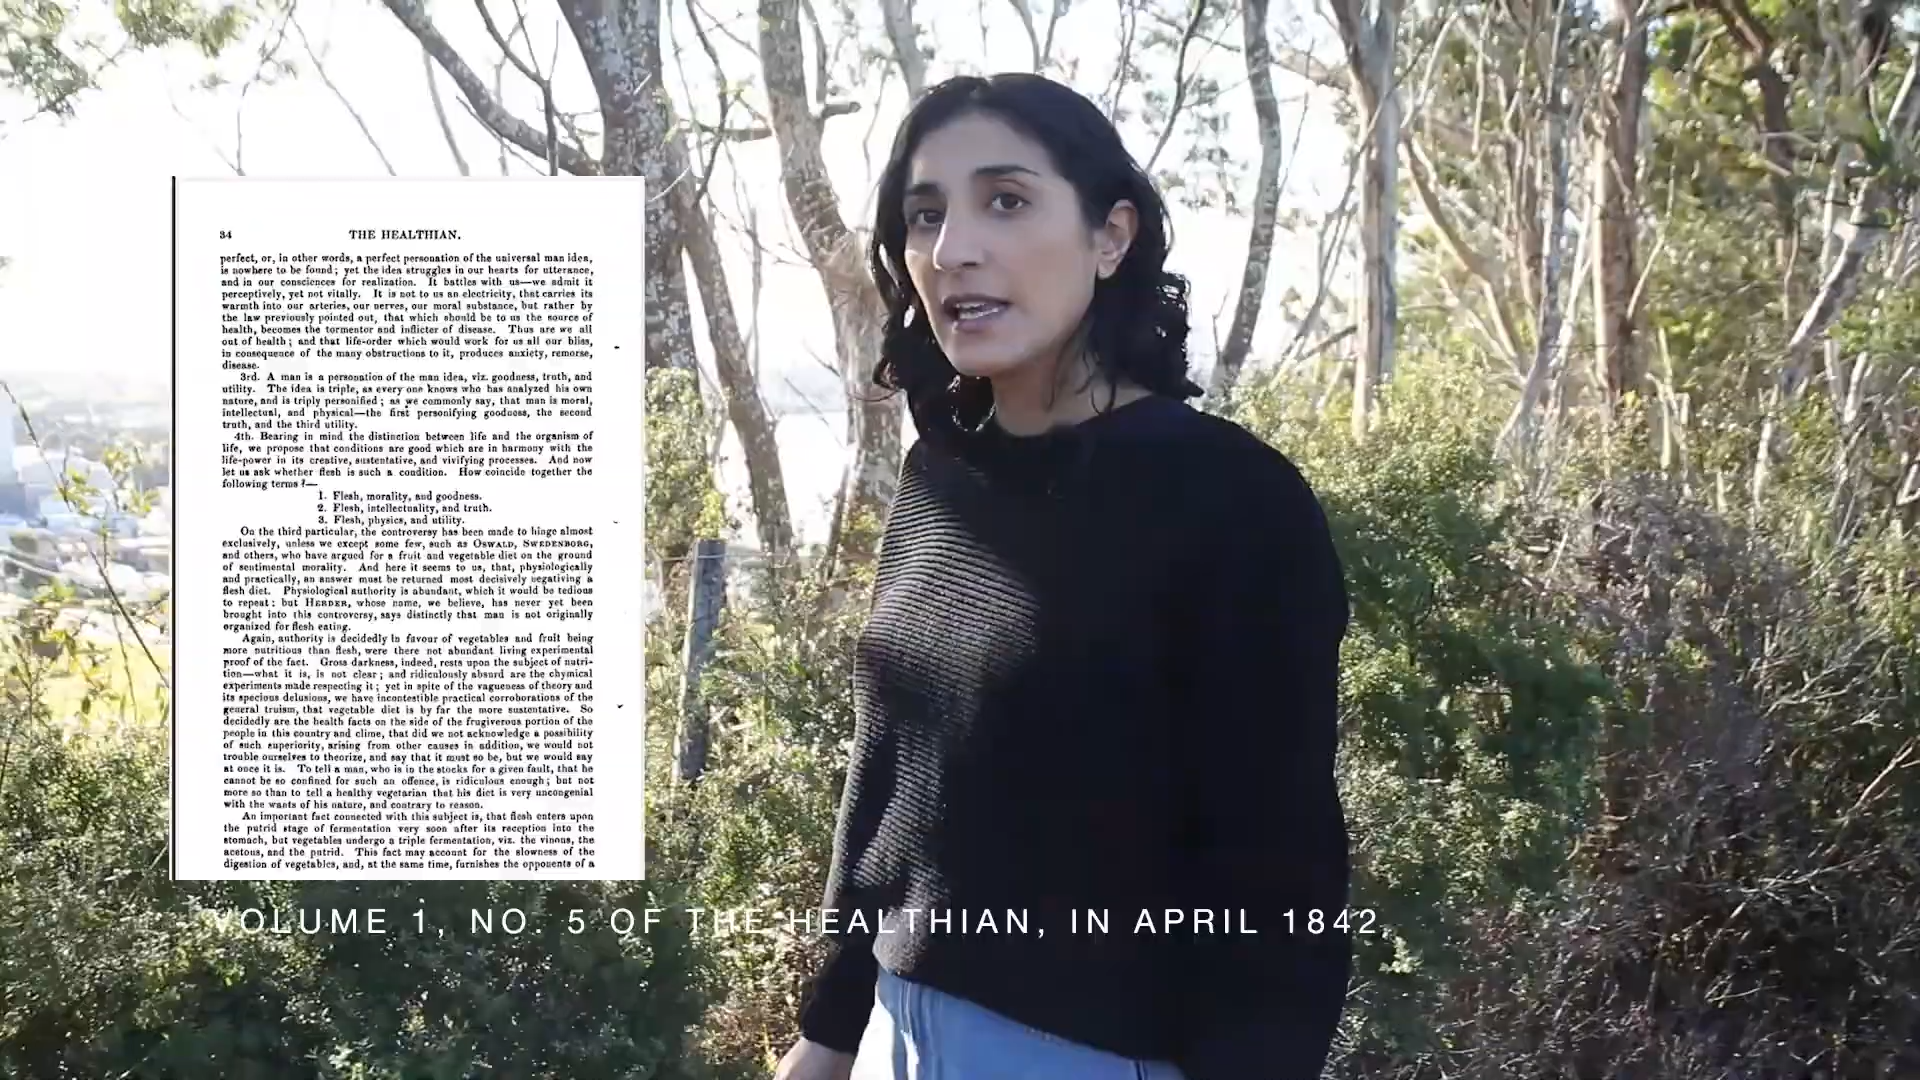 34 THE HEALTHIAN.
perfect, or, in other words, a perfect personation of the universal man idea,
is nowhere to be found; yet the idea struggles in our hearts for utterance,
and in our consciences for realization. It battles with us—we admit it
perceptively, yet not vitally. It is not to us an electricity, that carries its
warmth into our arteries, our nerves, our moral substance, but rather by
the law previously pointed out, that which should be to us the source of
health, becomes the tormentor and inflicter of disease. Thus are we all
out of health; and that life-order which would work for us all our bliss,
in consequence of the many obstructions to it, produces anxiety, remorse,
disease.
3rd. A man is a personation of the man idea, viz. goodness, truth, and
utility. The idea is triple, as every one knows who has analyzed his own
nature, and is triply personified; as we commonly say, that man is moral,
intellectual, and physical—the first personifying goodness, the second
truth, and the third utility.
4th. Bearing in mind the distinction between life and the organism of
life, we propose that conditions are good which are in harmony with the
life-power in its creative, sustentative, and vivifying processes. And now
let us ask whether flesh is such a condition. How coincide together the
following terms?—
1. Flesh, morality, and goodness.
2. Flesh, intellectuality, and truth.
3. Flesh, physics, and utility.
On the third particular, the controversy has been made to hinge almost
exclusively, unless we except some few, such as OSWALD, SWEDENBORG,
and others, who have argued for a fruit and vegetable diet on the ground
of sentimental morality. And here it seems to us, that, physiologically
and practically, an answer must be returned most decisively negativing a
flesh diet. Physiological authority is abundant, which it would be tedious
to repeat: but HERDER, whose name, we believe, has never yet been
brought into this controversy, says distinctly that man is not originally
organized for flesh eating.
Again, authority is decidedly in favour of vegetables and fruit being
more nutritious than flesh, were there not abundant living experimental
proof of the fact. Gross darkness, indeed, rests upon the subject of nutri-
tion—what it is, is not clear; and ridiculously absurd are the chymical
experiments made respecting it; yet in spite of the vagueness of theory and
its specious delusions, we have incontestible practical corroborations of the
general truism, that vegetable diet is by far the more sustentative. So
decidedly are the health facts on the side of the frugiverous portion of the
people in this country and clime, that did we not acknowledge a possibility
of such superiority, arising from other causes in addition, we would not
trouble ourselves to theorize, and say that it must so be, but we would say
at once it is. To tell a man, who is in the stocks for a given fault, that he
cannot be so confined for such an offence, is ridiculous enough; but not
more so than to tell a healthy vegetarian that his diet is very uncongenial
with the wants of his nature, and contrary to reason.
An important fact connected with this subject is, that flesh enters upon
the putrid stage of fermentation very soon after its reception into the
stomach, but vegetables undergo a triple fermentation, viz. the vinous, the
acetous, and the putrid. This fact may account for the slowness of the
digestion of vegetables, and, at the same time, furnishes the opponents of a
VOLUME 1, NO. 5 OF THE HEALTHIAN, IN APRIL 1842.